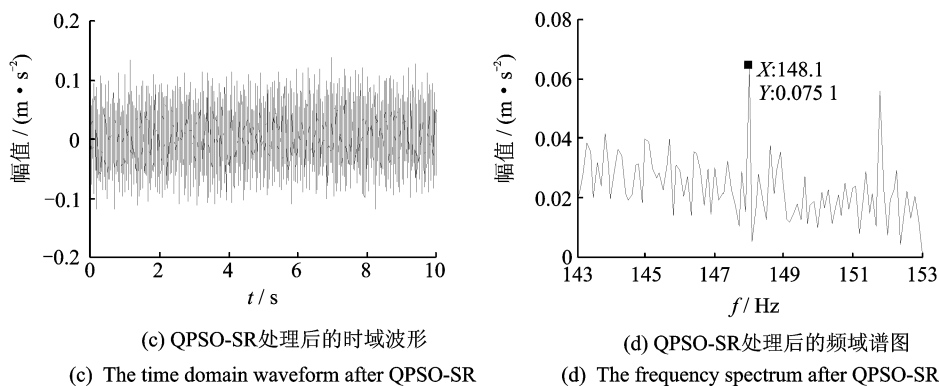 0.2
0.1
0
−0.1
−0.2
幅值 / (m • s⁻²)
0 2 4 6 8 10
t / s
(c) QPSO-SR处理后的时域波形
(c) The time domain waveform after QPSO-SR
0.08
0.06
0.04
0.02
0
幅值 / (m • s⁻²)
X:148.1
Y:0.075 1
143 145 147 149 151 153
f / Hz
(d) QPSO-SR处理后的频域谱图
(d) The frequency spectrum after QPSO-SR